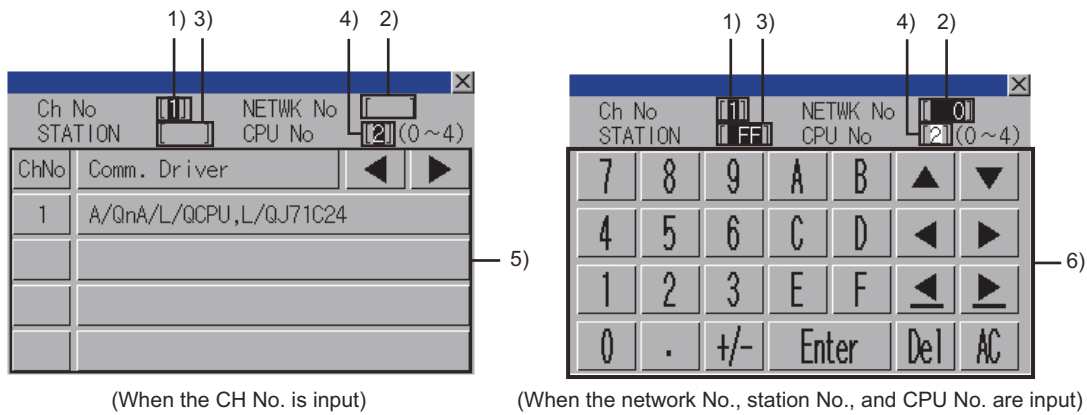 1) 3) 4) 2)
Ch No [1] NETWK No [ ]
STATION [ ] CPU No [2] (0~4)
ChNo Comm. Driver ◀ ▶
1 A/QnA/L/QCPU,L/QJ71C24
5)
(When the CH No. is input)
1) 3) 4) 2)
Ch No [1] NETWK No [ 0]
STATION [ FF] CPU No [2] (0~4)
7 8 9 A B ▲ ▼
4 5 6 C D ◀ ▶
1 2 3 E F ◀ ▶
0 . +/- Enter Del AC
6)
(When the network No., station No., and CPU No. are input)